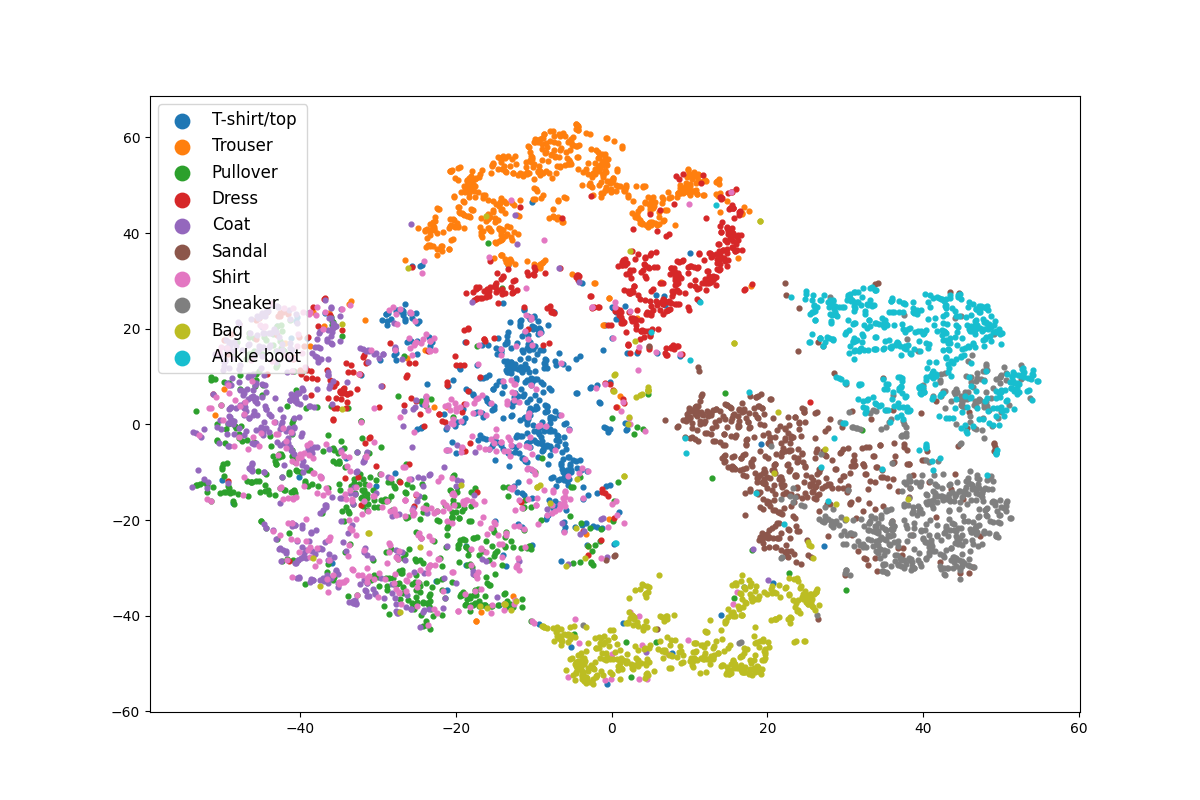 T-shirt/top
Trouser
Pullover
Dress
Coat
Sandal
Shirt
Sneaker
Bag
Ankle boot
60
40
20
0
−20
−40
−60
−40
−20
0
20
40
60